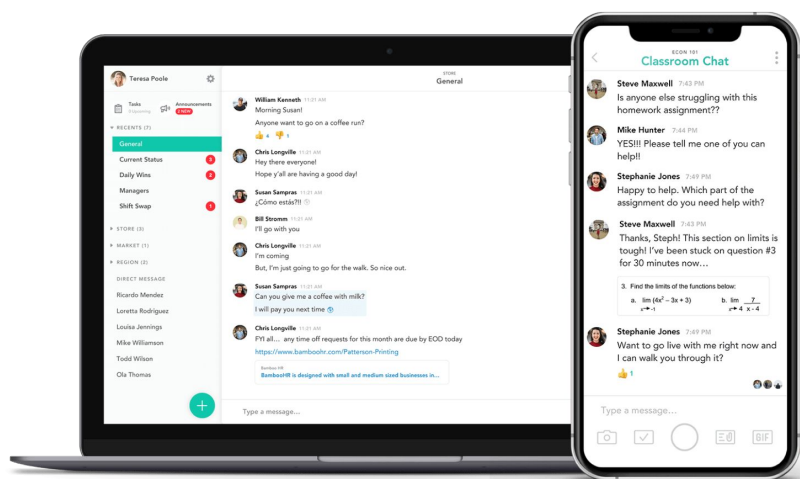 Teresa Poole
Tasks
Announcements
2 NEW
RECENTS (7)
General
Current Status 3
Daily Wins 2
Managers
Shift Swap 1
STORE (3)
MARKET (1)
REGION (2)
DIRECT MESSAGE
Ricardo Mendez
Loretta Rodriguez
Louisa Jennings
Mike Williamson
Todd Wilson
Ola Thomas
+
STORE
General
William Kenneth 11:21 AM
Morning Susan!
Anyone want to go on a coffee run?
Chris Longville 11:21 AM
Hey there everyone!
Hope y'all are having a good day!
Susan Sampras 11:21 AM
¿Cómo estás?!!
Bill Stromm 11:21 AM
I'll go with you
Chris Longville 11:21 AM
I'm coming
But, I'm just going to go for the walk. So nice out.
Susan Sampras 11:21 AM
Can you give me a coffee with milk?
I will pay you next time
Chris Longville 11:21 AM
FYI all... any time off requests for this month are due by EOD today
https://www.bamboohr.com/Patterson-Printing
Bamboo HR
BambooHR is designed with small and medium sized businesses in...
Type a message...
ECON 101
Classroom Chat
Steve Maxwell 7:43 PM
Is anyone else struggling with this
homework assignment??
Mike Hunter 7:44 PM
YES!!! Please tell me one of you can
help!!
Stephanie Jones 7:49 PM
Happy to help. Which part of the
assignment do you need help with?
Steve Maxwell 7:43 PM
Thanks, Steph! This section on limits is
tough! I've been stuck on question #3
for 30 minutes now...
3. Find the limits of the functions below:
a. lim (4x² – 3x + 3) b. lim 7
x→-1 x→4 x - 4
Stephanie Jones 7:49 PM
Want to go live with me right now and
I can walk you through it?
1
Type a message...
GIF